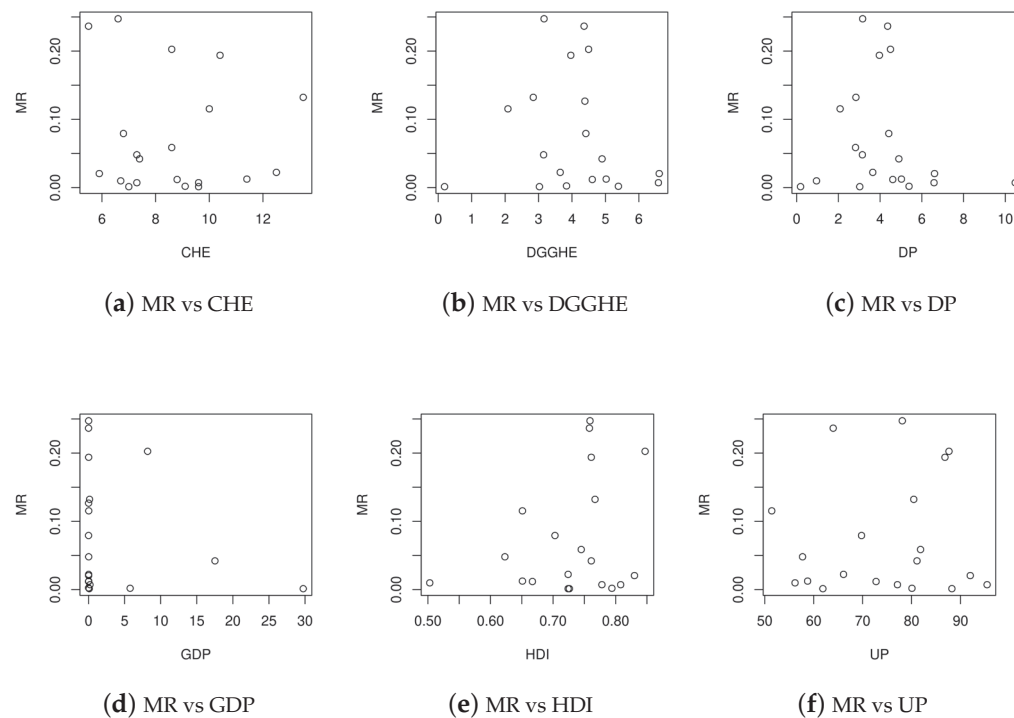 0.00 0.10 0.20
MR
6 8 10 12
CHE
(a) MR vs CHE
0.00 0.10 0.20
MR
0 1 2 3 4 5 6
DGGHE
(b) MR vs DGGHE
0.00 0.10 0.20
MR
0 2 4 6 8 10
DP
(c) MR vs DP
0.00 0.10 0.20
MR
0 5 10 15 20 25 30
GDP
(d) MR vs GDP
0.00 0.10 0.20
MR
0.50 0.60 0.70 0.80
HDI
(e) MR vs HDI
0.00 0.10 0.20
MR
50 60 70 80 90
UP
(f) MR vs UP